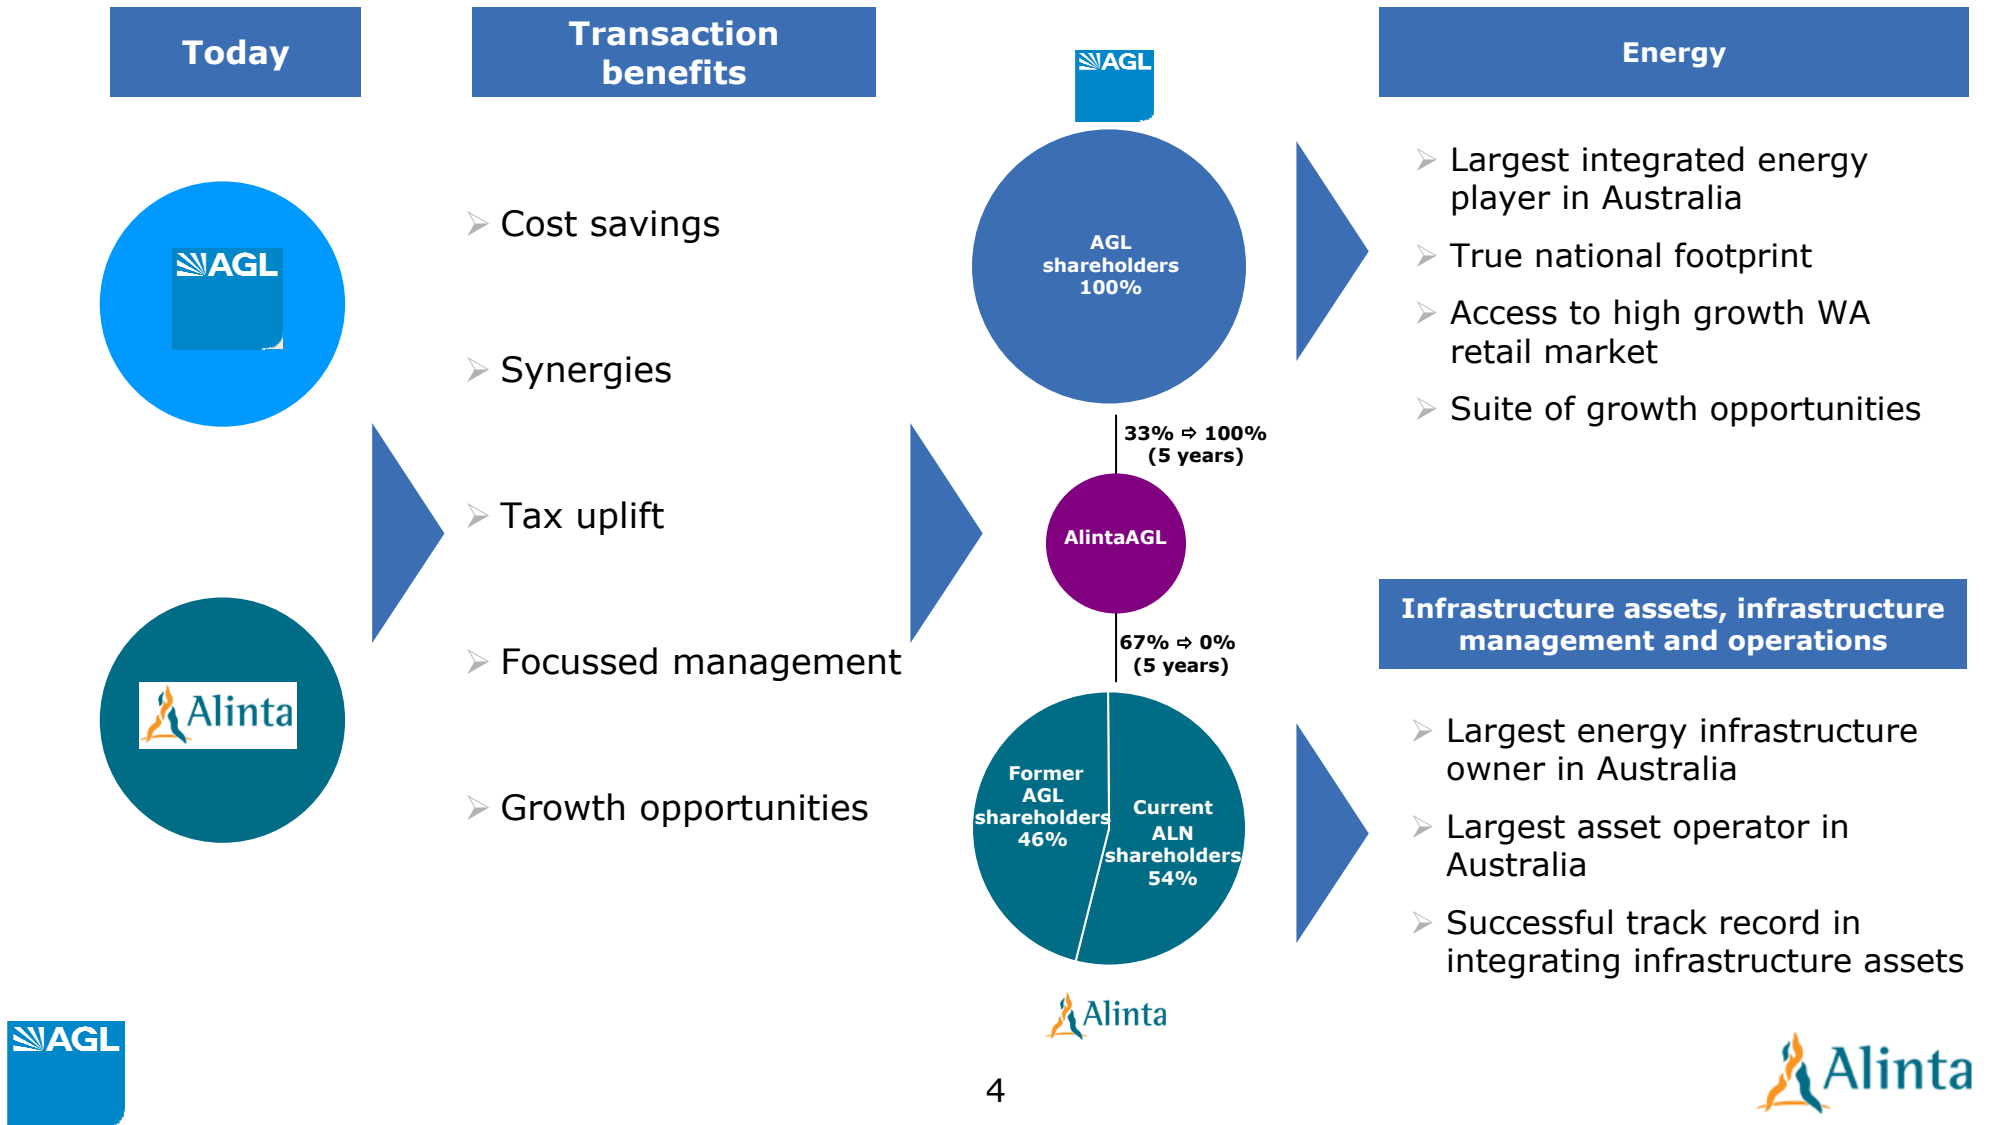 Today
Transaction
benefits
AGL
Energy
AGL
Alinta
➢ Cost savings
➢ Synergies
➢ Tax uplift
➢ Focussed management
➢ Growth opportunities
AGL
shareholders
100%
33% ⇨ 100%
(5 years)
AlintaAGL
67% ⇨ 0%
(5 years)
Former
AGL
shareholders
46%
Current
ALN
shareholders
54%
Alinta
➢ Largest integrated energy
player in Australia
➢ True national footprint
➢ Access to high growth WA
retail market
➢ Suite of growth opportunities
Infrastructure assets, infrastructure
management and operations
➢ Largest energy infrastructure
owner in Australia
➢ Largest asset operator in
Australia
➢ Successful track record in
integrating infrastructure assets
AGL
4
Alinta